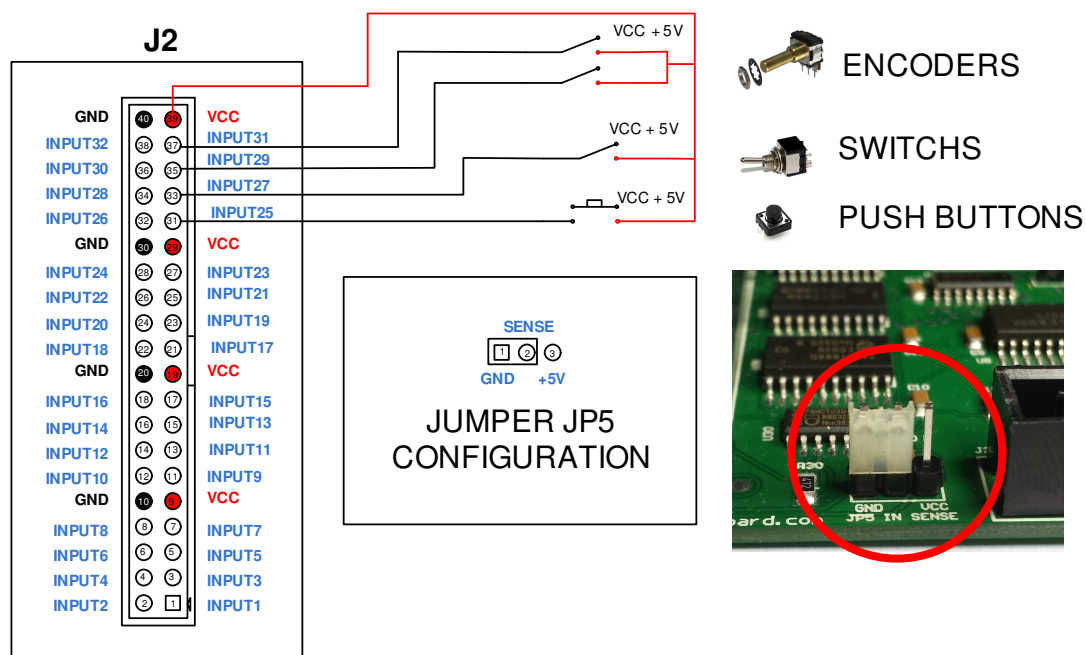 J2
GND 40 39 VCC
INPUT32 38 37 INPUT31
INPUT30 36 35 INPUT29
INPUT28 34 33 INPUT27
INPUT26 32 31 INPUT25
GND 30 29 VCC
INPUT24 28 27 INPUT23
INPUT22 26 25 INPUT21
INPUT20 24 23 INPUT19
INPUT18 22 21 INPUT17
GND 20 19 VCC
INPUT16 18 17 INPUT15
INPUT14 16 15 INPUT13
INPUT12 14 13 INPUT11
INPUT10 12 11 INPUT9
GND 10 9 VCC
INPUT8 8 7 INPUT7
INPUT6 6 5 INPUT5
INPUT4 4 3 INPUT3
INPUT2 2 1 INPUT1
VCC +5V
VCC +5V
VCC +5V
ENCODERS
SWITCHS
PUSH BUTTONS
SENSE
1 2 3
GND +5V
JUMPER JP5
CONFIGURATION
U30
GND VCC
JP5 IN SENSE
ard.com